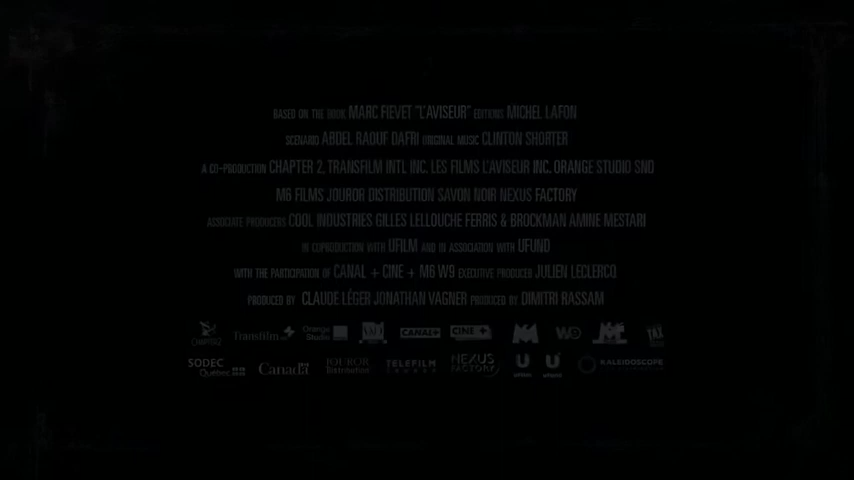 BASED ON THE BOOK MARC FIEVET "L'AVISEUR" EDITIONS MICHEL LAFON
SCENARIO ABDEL RAOUF DAFRI ORIGINAL MUSIC CLINTON SHORTER
A CO-PRODUCTION CHAPTER 2, TRANSFILM INTL INC. LES FILMS L'AVISEUR INC. ORANGE STUDIO SND
M6 FILMS JOUROR DISTRIBUTION SAVON NOIR NEXUS FACTORY
ASSOCIATE PRODUCERS COOL INDUSTRIES GILLES LELLOUCHE FERRIS & BROCKMAN AMINE MESTARI
IN COPRODUCTION WITH UFILM AND IN ASSOCIATION WITH UFUND
WITH THE PARTICIPATION OF CANAL + CINE + M6 W9 EXECUTIVE PRODUCER JULIEN LECLERCQ
PRODUCED BY CLAUDE LÉGER JONATHAN VAGNER PRODUCED BY DIMITRI RASSAM
CHAPTER2 Transfilm Orange Studio CANAL+ CINE+ W9
SODEC Québec Canada JOUROR Distribution TELEFILM CANADA NEXUS FACTORY U U KALEIDOSCOPE